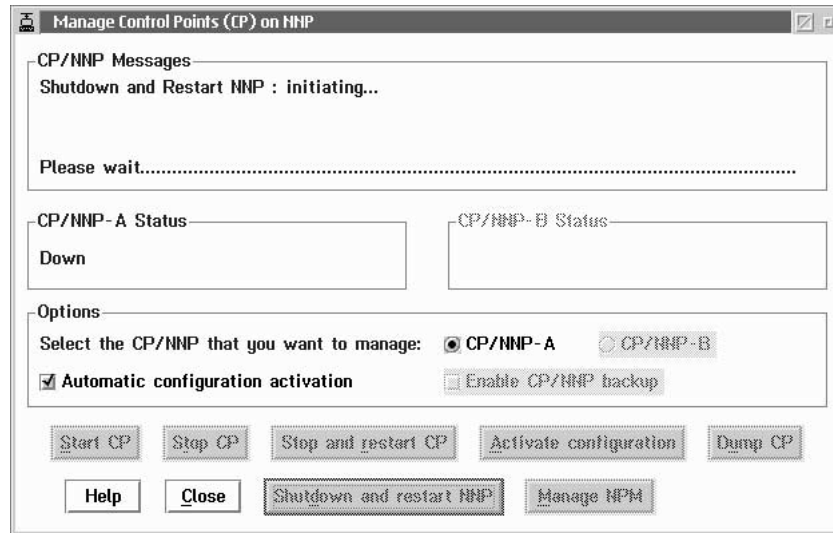 Manage Control Points (CP) on NNP
CP/NNP Messages
Shutdown and Restart NNP : initiating...
Please wait.............................................................................................................................
CP/NNP-A Status
CP/NNP-B Status
Down
Options
Select the CP/NNP that you want to manage: CP/NNP-A CP/NNP-B
Automatic configuration activation Enable CP/NNP backup
Start CP Stop CP Stop and restart CP Activate configuration Dump CP
Help Close Shutdown and restart NNP Manage NPM